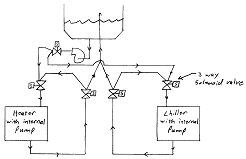 3 way
Solenoid valve
Heater
with internal
Pump
Chiller
with internal
Pump